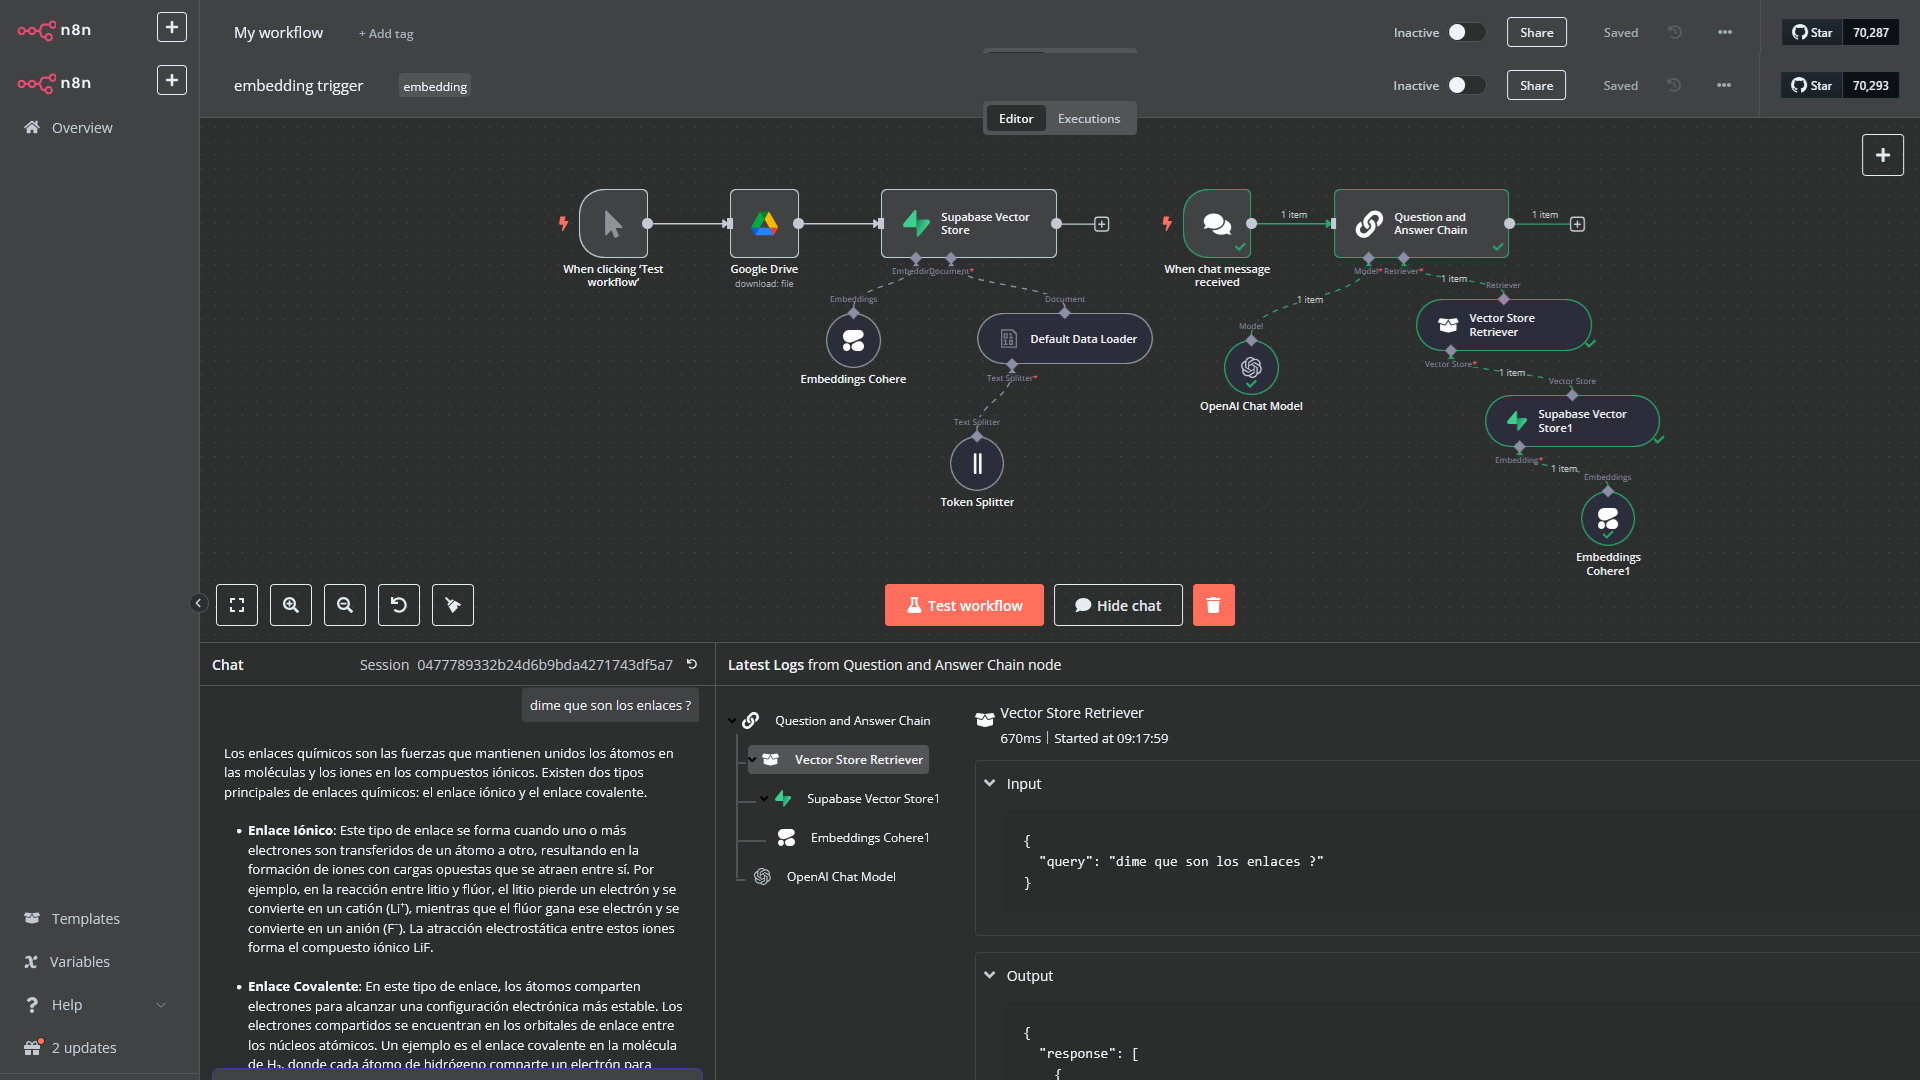 n8n
My workflow
+ Add tag
Inactive
Share
Saved
Star
70,287
n8n
embedding trigger
embedding
Inactive
Share
Saved
Star
70,293
Editor
Executions
Overview
1 item
1 item
Supabase Vector
Store
Question and
Answer Chain
When clicking ‘Test
workflow’
Google Drive
download: file
Document*
When chat message
received
Model*
Retriever*
1 item
Retriever
Embeddings
Document
1 item
Model
Vector Store
Retriever
Default Data Loader
Embeddings Cohere
Text Splitter*
Vector Store*
1 item
Vector Store
OpenAI Chat Model
Supabase Vector
Store1
Text Splitter
Embedding*
1 item
Embeddings
Token Splitter
Embeddings
Cohere1
Test workflow
Hide chat
Chat
Session 0477789332b24d6b9bda4271743df5a7
Latest Logs from Question and Answer Chain node
dime que son los enlaces ?
Los enlaces químicos son las fuerzas que mantienen unidos los átomos en
las moléculas y los iones en los compuestos iónicos. Existen dos tipos
principales de enlaces químicos: el enlace iónico y el enlace covalente.
• Enlace Iónico: Este tipo de enlace se forma cuando uno o más
electrones son transferidos de un átomo a otro, resultando en la
formación de iones con cargas opuestas que se atraen entre sí. Por
ejemplo, en la reacción entre litio y flúor, el litio pierde un electrón y se
convierte en un catión (Li⁺), mientras que el flúor gana ese electrón y se
convierte en un anión (F⁻). La atracción electrostática entre estos iones
forma el compuesto iónico LiF.
• Enlace Covalente: En este tipo de enlace, los átomos comparten
electrones para alcanzar una configuración electrónica más estable. Los
electrones compartidos se encuentran en los orbitales de enlace entre
los núcleos atómicos. Un ejemplo es el enlace covalente en la molécula
de H₂, donde cada átomo de hidrógeno comparte un electrón para
Question and Answer Chain
Vector Store Retriever
Supabase Vector Store1
Embeddings Cohere1
OpenAI Chat Model
Vector Store Retriever
670ms | Started at 09:17:59
Input
{
"query": "dime que son los enlaces ?"
}
Output
{
"response": [
{
Templates
Variables
Help
2 updates